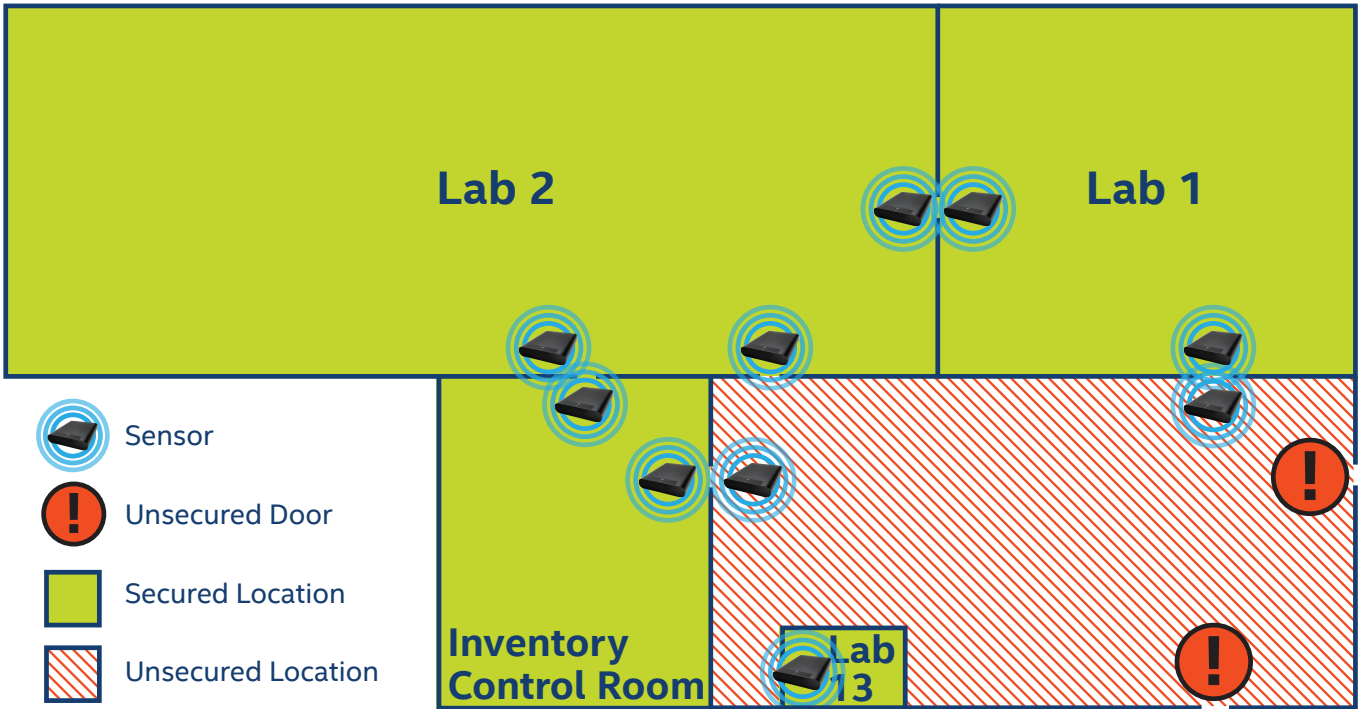 Lab 2
Lab 1
Sensor
!
Unsecured Door
!
Secured Location
Unsecured Location
Inventory
Control Room
Lab
13
!